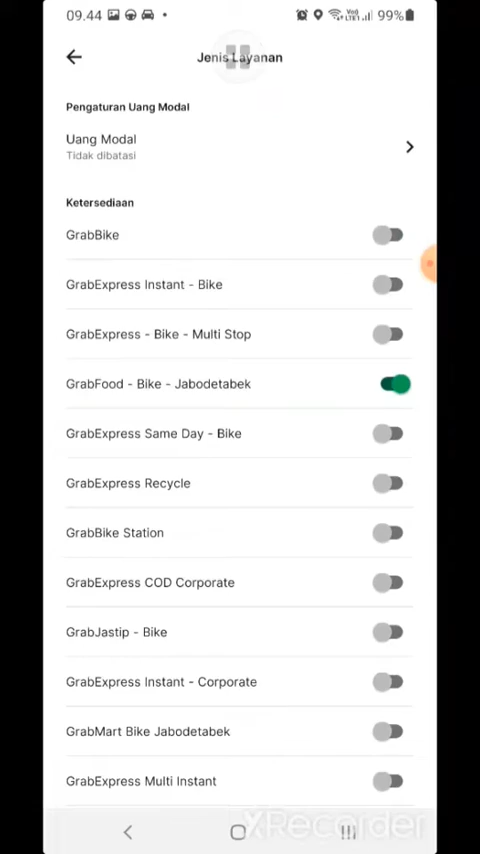 09.44 99%
Jenis Layanan
Pengaturan Uang Modal
Uang Modal
Tidak dibatasi
Ketersediaan
GrabBike
GrabExpress Instant - Bike
GrabExpress - Bike - Multi Stop
GrabFood - Bike - Jabodetabek
GrabExpress Same Day - Bike
GrabExpress Recycle
GrabBike Station
GrabExpress COD Corporate
GrabJastip - Bike
GrabExpress Instant - Corporate
GrabMart Bike Jabodetabek
GrabExpress Multi Instant
XRecorder